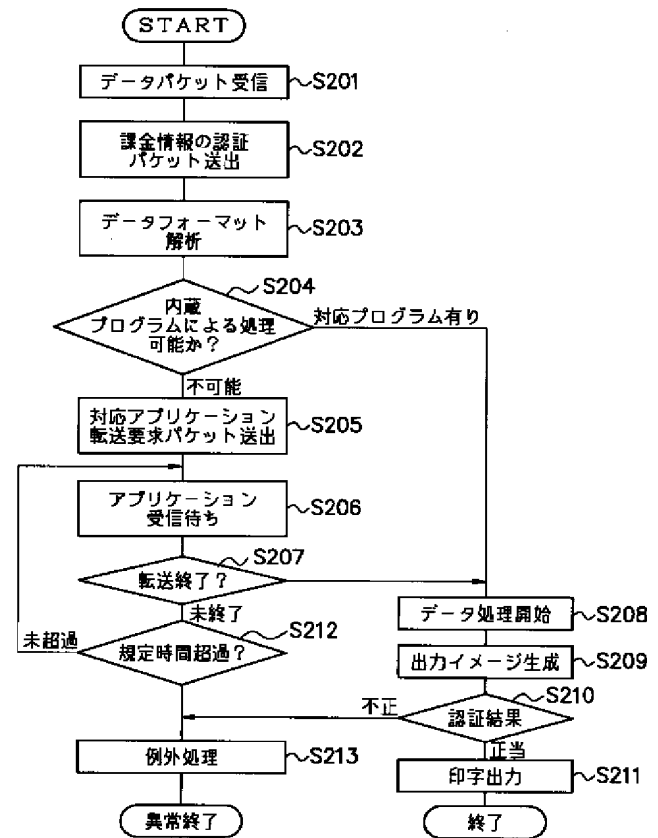 START
データパケット受信
S201
課金情報の認証
パケット送出
S202
データフォーマット
解析
S203
S204
内蔵
プログラムによる処理
可能か?
対応プログラム有り
不可能
対応アプリケーション
転送要求パケット送出
S205
アプリケーション
受信待ち
S206
S207
転送終了?
未終了
S212
規定時間超過?
未超過
データ処理開始
S208
出力イメージ生成
S209
S210
認証結果
不正
正当
例外処理
S213
印字出力
S211
異常終了
終了